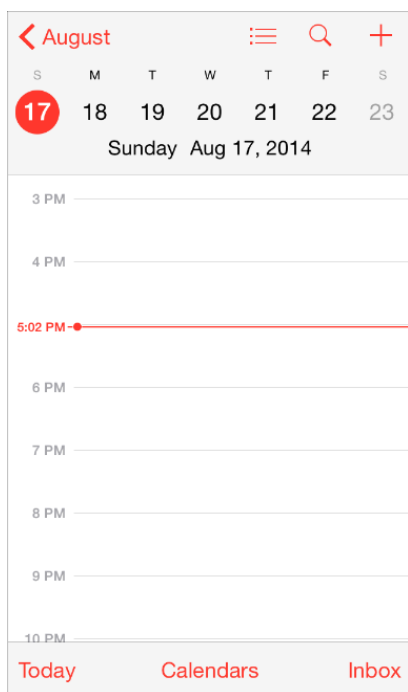 August
S M T W T F S
17 18 19 20 21 22 23
Sunday Aug 17, 2014
3 PM
4 PM
5:02 PM
6 PM
7 PM
8 PM
9 PM
10 PM
Today Calendars Inbox